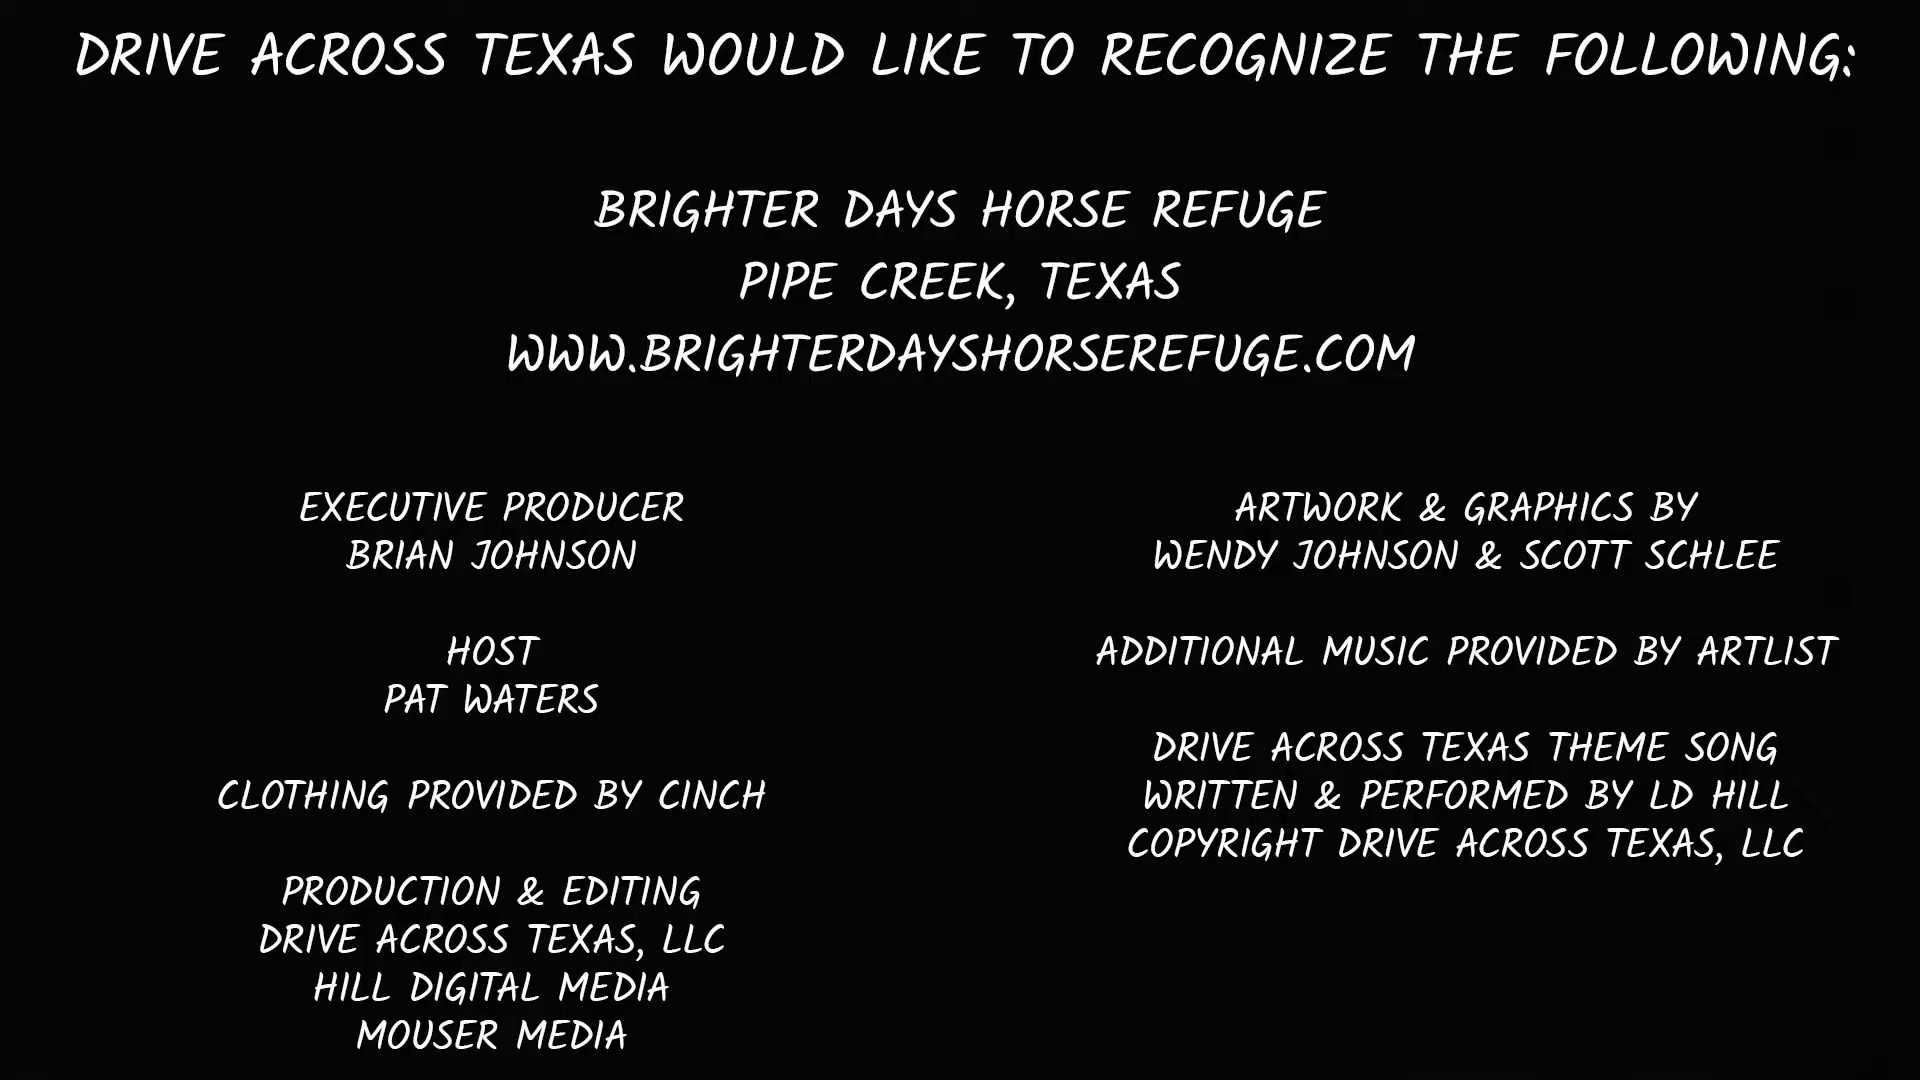 DRIVE ACROSS TEXAS WOULD LIKE TO RECOGNIZE THE FOLLOWING:
BRIGHTER DAYS HORSE REFUGE
PIPE CREEK, TEXAS
WWW.BRIGHTERDAYSHORSEREFUGE.COM
EXECUTIVE PRODUCER
BRIAN JOHNSON
HOST
PAT WATERS
CLOTHING PROVIDED BY CINCH
PRODUCTION & EDITING
DRIVE ACROSS TEXAS, LLC
HILL DIGITAL MEDIA
MOUSER MEDIA
ARTWORK & GRAPHICS BY
WENDY JOHNSON & SCOTT SCHLEE
ADDITIONAL MUSIC PROVIDED BY ARTLIST
DRIVE ACROSS TEXAS THEME SONG
WRITTEN & PERFORMED BY LD HILL
COPYRIGHT DRIVE ACROSS TEXAS, LLC